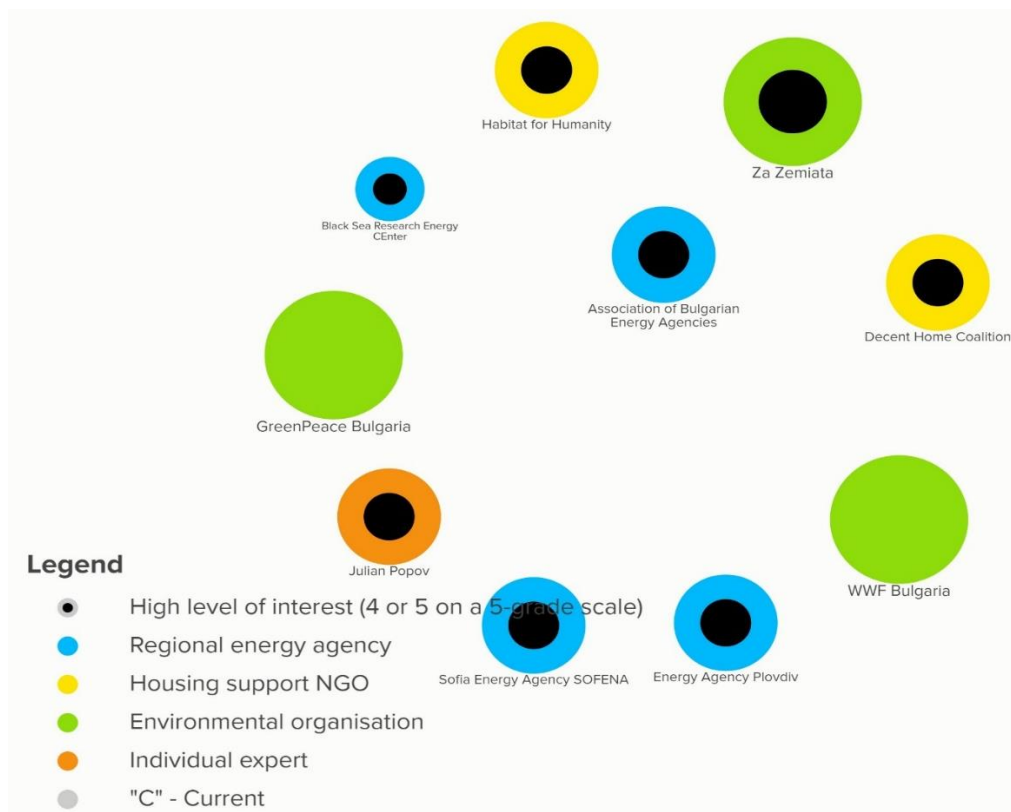 Habitat for Humanity
Za Zemiata
Black Sea Research Energy
CEnter
Association of Bulgarian
Energy Agencies
Decent Home Coalition
GreenPeace Bulgaria
Julian Popov
WWF Bulgaria
Sofia Energy Agency SOFENA
Energy Agency Plovdiv
Legend
High level of interest (4 or 5 on a 5-grade scale)
Regional energy agency
Housing support NGO
Environmental organisation
Individual expert
"C" - Current